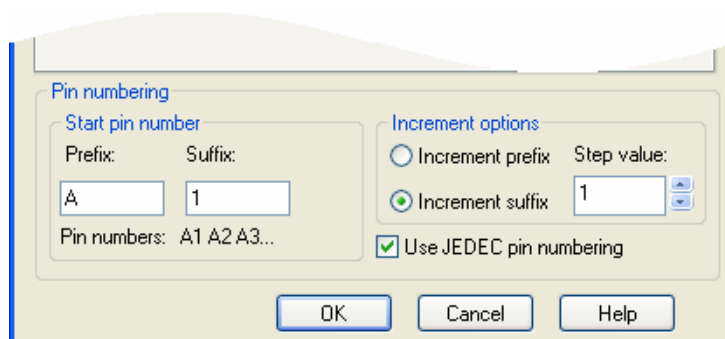 Pin numbering
Start pin number
Prefix: Suffix:
A 1
Pin numbers: A1 A2 A3...
Increment options
Increment prefix Step value:
Increment suffix 1
Use JEDEC pin numbering
OK Cancel Help